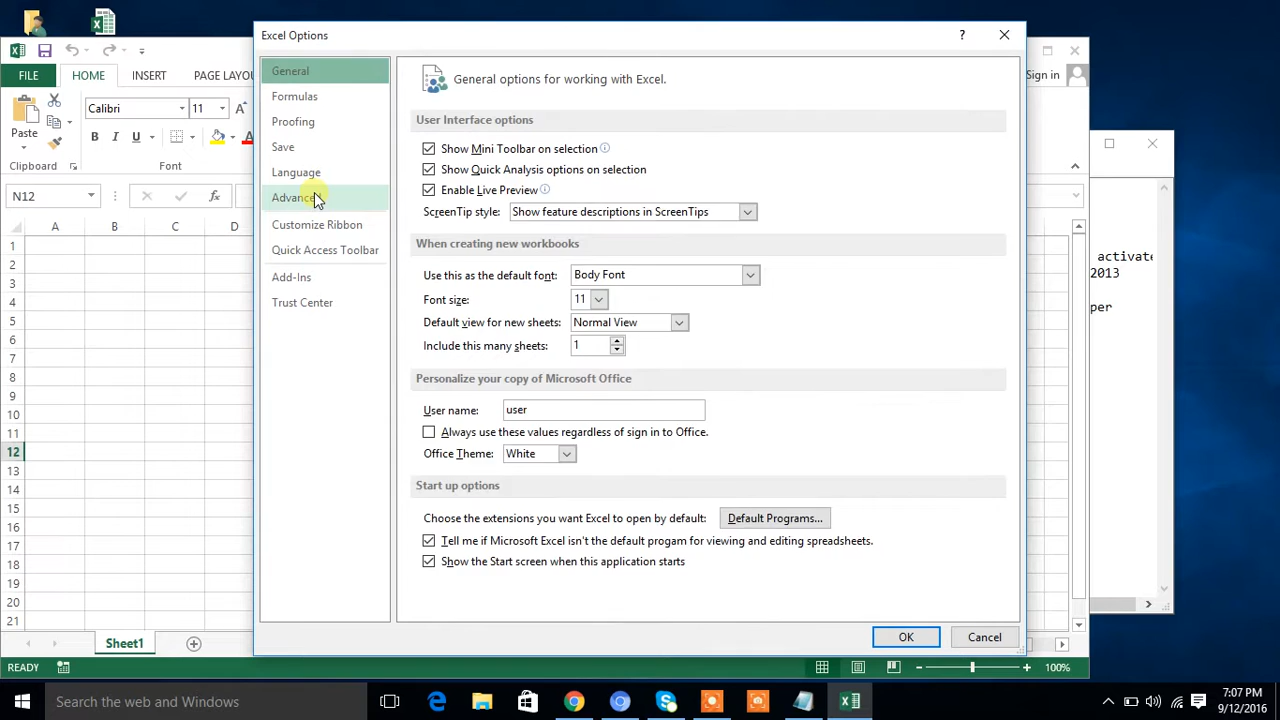 Excel Options
?
FILE
HOME
INSERT
PAGE LAYOU
Sign in
Paste
Calibri
11
A
B I U
Clipboard
Font
N12
fx
A B C D
1
2
3
4
5
6
7
8
9
10
11
12
13
14
15
16
17
18
19
20
21
Sheet1
READY
100%
General
Formulas
Proofing
Save
Language
Customize Ribbon
Quick Access Toolbar
Add-Ins
Trust Center
General options for working with Excel.
User Interface options
Show Mini Toolbar on selection
Show Quick Analysis options on selection
Enable Live Preview
ScreenTip style: Show feature descriptions in ScreenTips
When creating new workbooks
Use this as the default font: Body Font
Font size: 11
Default view for new sheets: Normal View
Include this many sheets: 1
Personalize your copy of Microsoft Office
User name: user
Always use these values regardless of sign in to Office.
Office Theme: White
Start up options
Choose the extensions you want Excel to open by default: Default Programs...
Tell me if Microsoft Excel isn't the default progam for viewing and editing spreadsheets.
Show the Start screen when this application starts
OK
Cancel
activate
2013
per
Search the web and Windows
7:07 PM
9/12/2016